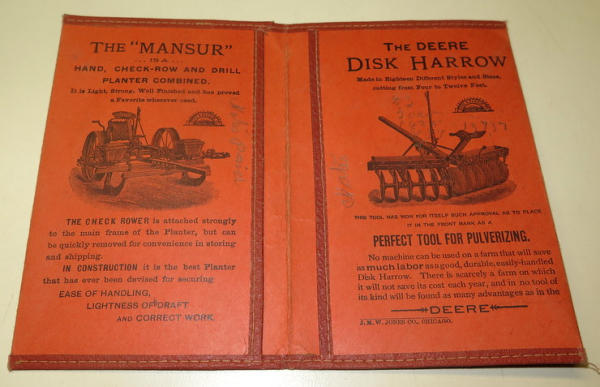 THE "MANSUR"
... IS A ...
HAND, CHECK-ROW AND DRILL
PLANTER COMBINED.
It is Light, Strong, Well Finished and has proved
a Favorite wherever used.
THE CHECK ROWER is attached strongly
to the main frame of the Planter, but can
be quickly removed for convenience in storing
and shipping.
IN CONSTRUCTION it is the best Planter
that has ever been devised for securing
EASE OF HANDLING,
LIGHTNESS OF DRAFT
AND CORRECT WORK.
THE DEERE
DISK HARROW
Made in Eighteen Different Styles and Sizes,
cutting from Four to Twelve Feet.
THIS TOOL HAS WON FOR ITSELF SUCH APPROVAL AS TO PLACE
IT IN THE FRONT RANK AS A
PERFECT TOOL FOR PULVERIZING.
No machine can be used on a farm that will save
as much labor as a good, durable, easily-handled
Disk Harrow. There is scarcely a farm on which
it will not save its cost each year, and in no tool of
its kind will be found as many advantages as in the
DEERE
J. M. W. JONES CO., CHICAGO.